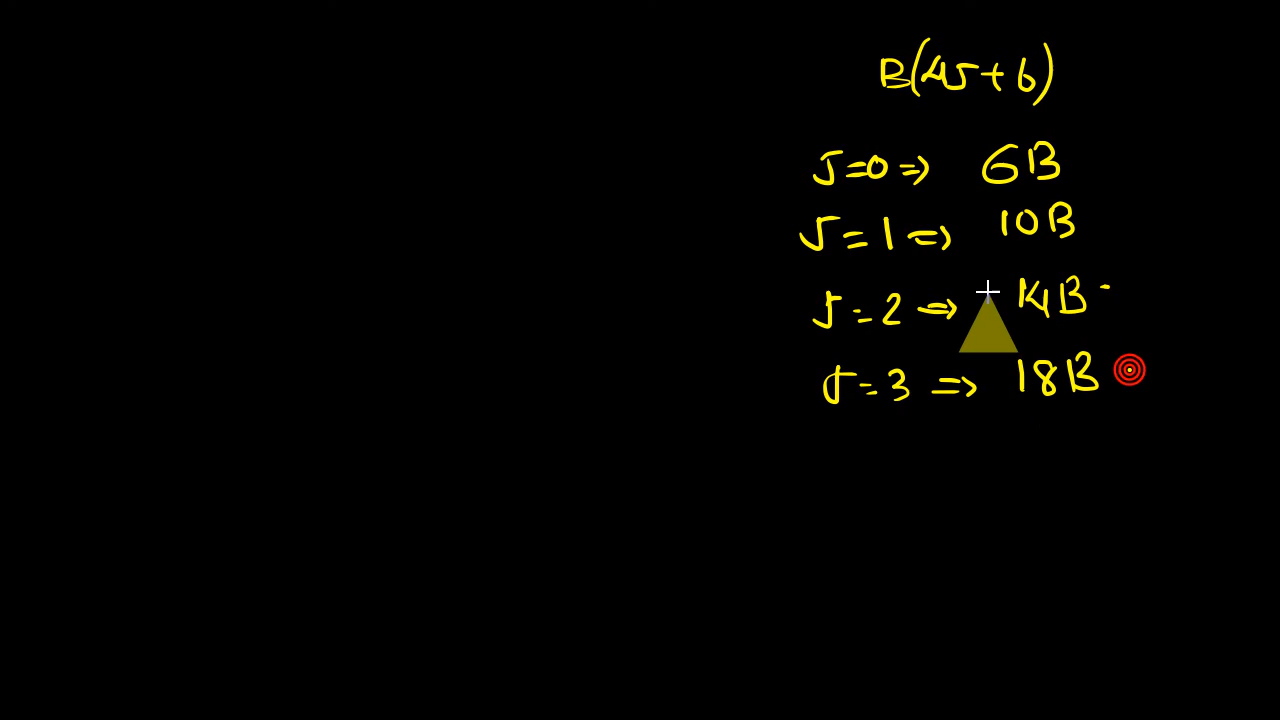 B(4J+6)
J=0 => 6B
J=1 => 10B
J=2 => 14B
J=3 => 18B